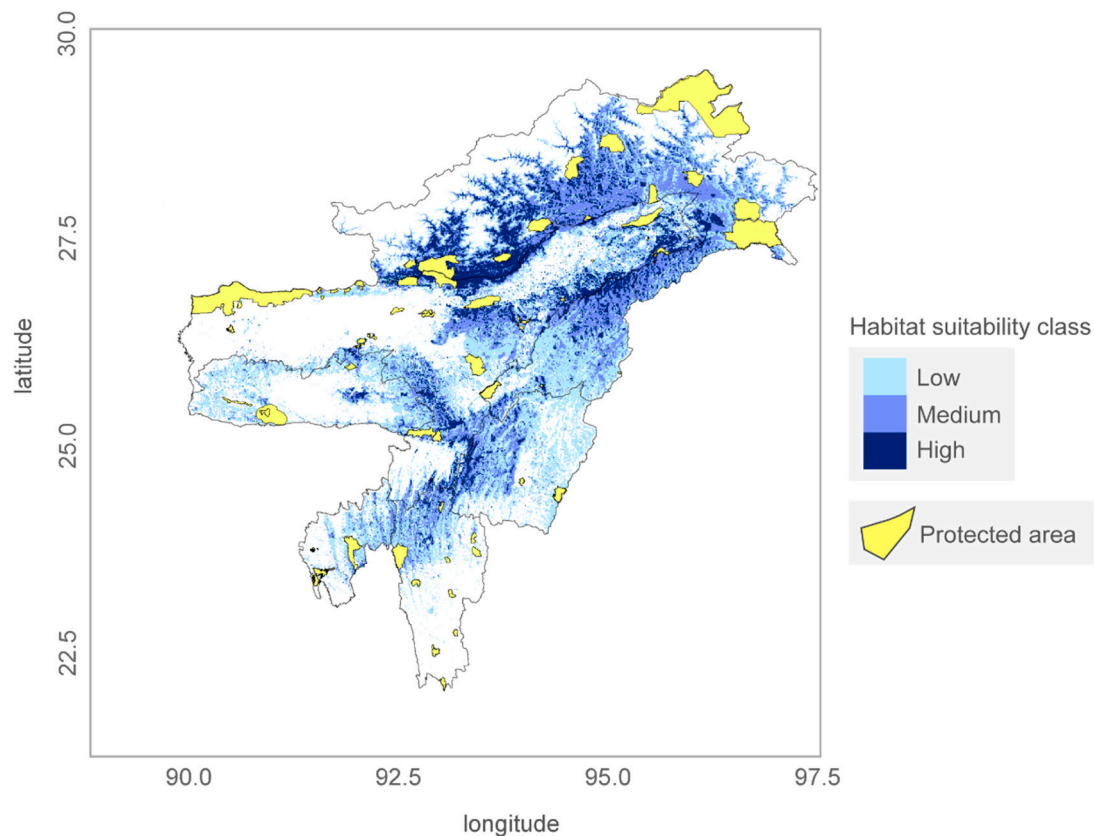 30.0
27.5
25.0
22.5
latitude
90.0
92.5
95.0
97.5
longitude
Habitat suitability class
Low
Medium
High
Protected area